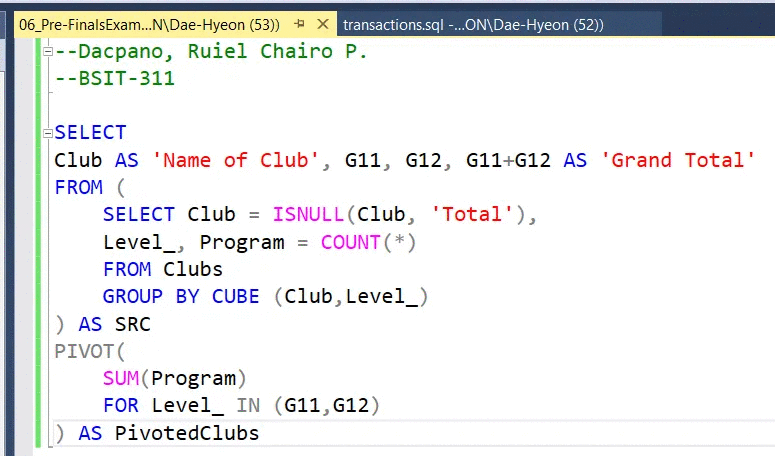 06_Pre-FinalsExam...N\Dae-Hyeon (53))
transactions.sql -...ON\Dae-Hyeon (52))
--Dacpano, Ruiel Chairo P.
--BSIT-311
SELECT
Club AS 'Name of Club', G11, G12, G11+G12 AS 'Grand Total'
FROM (
SELECT Club = ISNULL(Club, 'Total'),
Level_, Program = COUNT(*)
FROM Clubs
GROUP BY CUBE (Club,Level_)
) AS SRC
PIVOT(
SUM(Program)
FOR Level_ IN (G11,G12)
) AS PivotedClubs